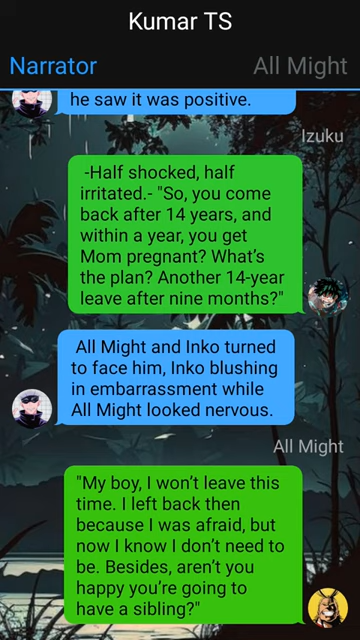 Kumar TS
Narrator
All Might
he saw it was positive.
Izuku
-Half shocked, half
irritated.- "So, you come
back after 14 years, and
within a year, you get
Mom pregnant? What's
the plan? Another 14-year
leave after nine months?"
All Might and Inko turned
to face him, Inko blushing
in embarrassment while
All Might looked nervous.
All Might
"My boy, I won't leave this
time. I left back then
because I was afraid, but
now I know I don't need to
be. Besides, aren't you
happy you're going to
have a sibling?"